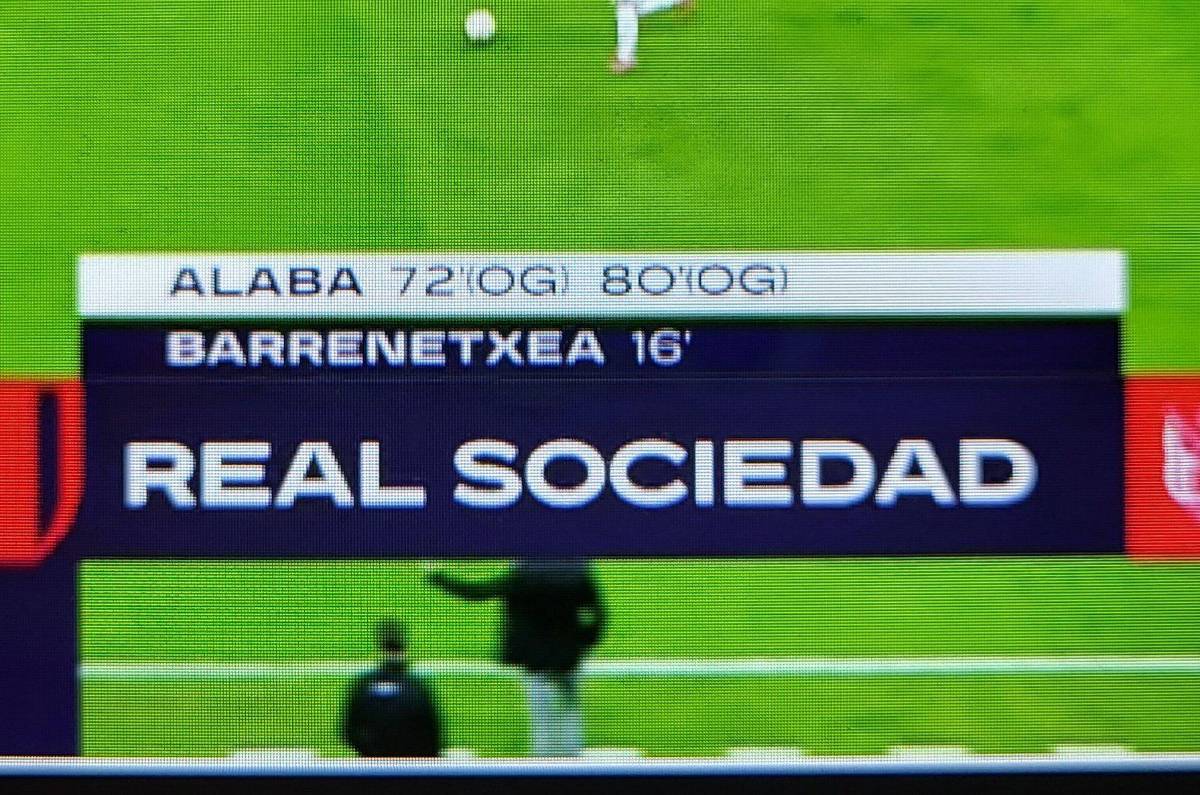 ALABA 72'(OG) 80'(OG)
BARRENETXEA 16'
REAL SOCIEDAD